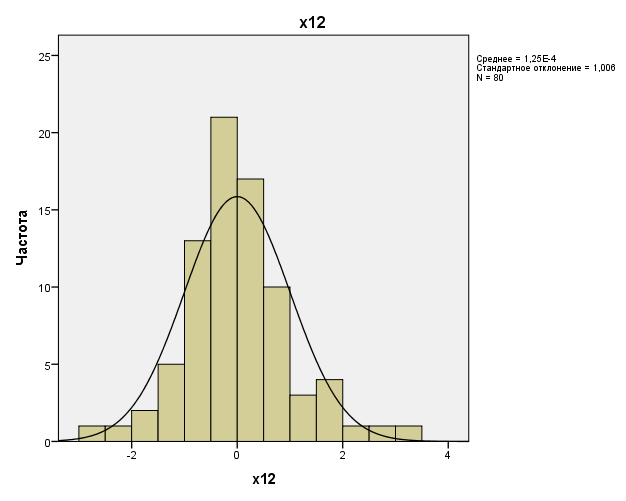 x12
Среднее = 1,25E-4
Стандартное отклонение = 1,006
N = 80
Частота
25
20
15
10
5
0
-2
0
2
4
x12